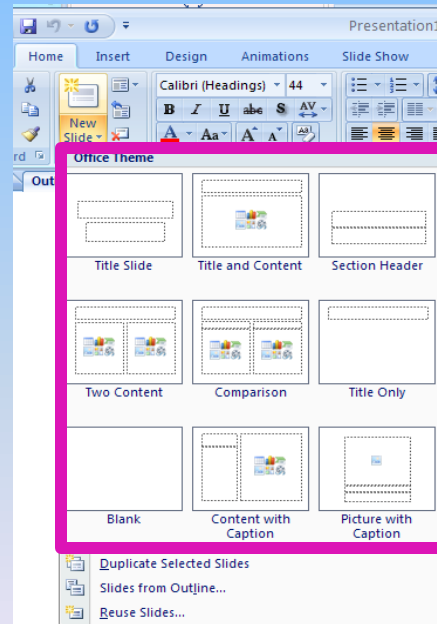 Presentation1
Home Insert Design Animations Slide Show
Calibri (Headings) 44
New
Slide
B I U abc S AV
A Aa A A
rd
Office Theme
Out
Title Slide Title and Content Section Header
Two Content Comparison Title Only
Blank Content with Caption Picture with Caption
Duplicate Selected Slides
Slides from Outline...
Reuse Slides...